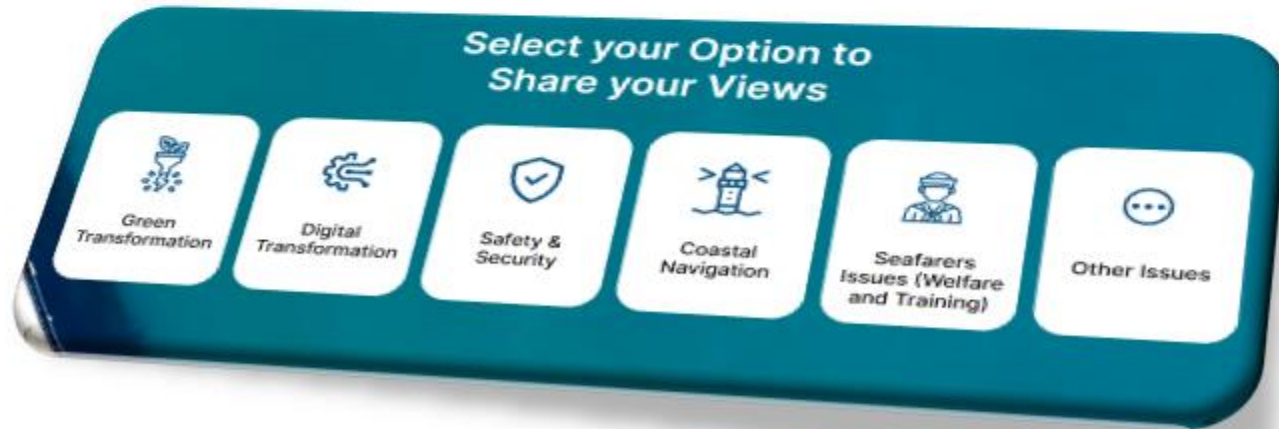 Select your Option to
Share your Views
Green
Transformation
Digital
Transformation
Safety &
Security
Coastal
Navigation
Seafarers
Issues (Welfare
and Training)
Other Issues